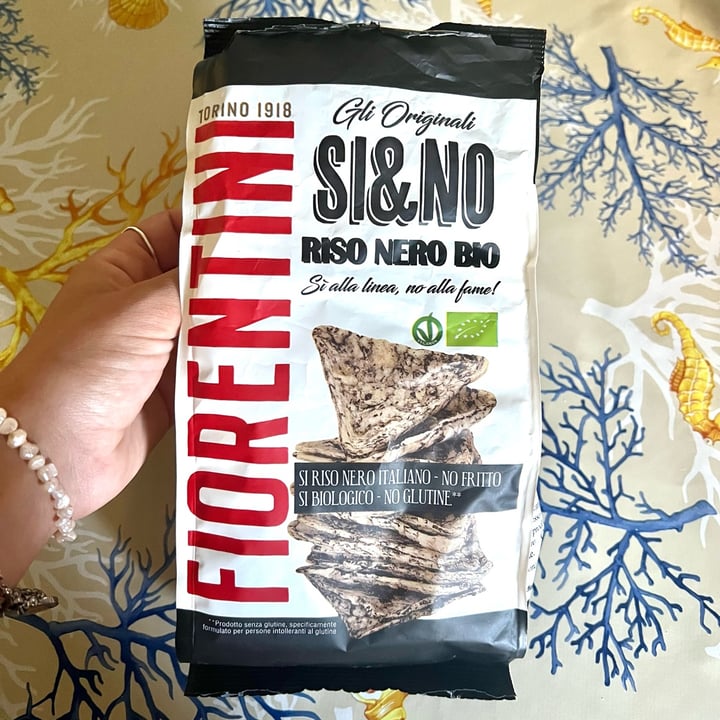 TORINO 1918
FIORENTINI
Gli Originali
SI&NO
RISO NERO BIO
Sì alla linea, no alla fame!
SI RISO NERO ITALIANO - NO FRITTO
SI BIOLOGICO - NO GLUTINE**
**Prodotto senza glutine, specificamente
formulato per persone intolleranti al glutine